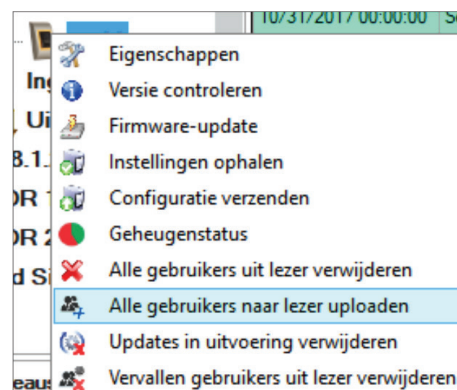 10/31/2017 00:00:00
Eigenschappen
Versie controleren
Firmware-update
Instellingen ophalen
Configuratie verzenden
Geheugenstatus
Alle gebruikers uit lezer verwijderen
Alle gebruikers naar lezer uploaden
Updates in uitvoering verwijderen
Vervallen gebruikers uit lezer verwijderen